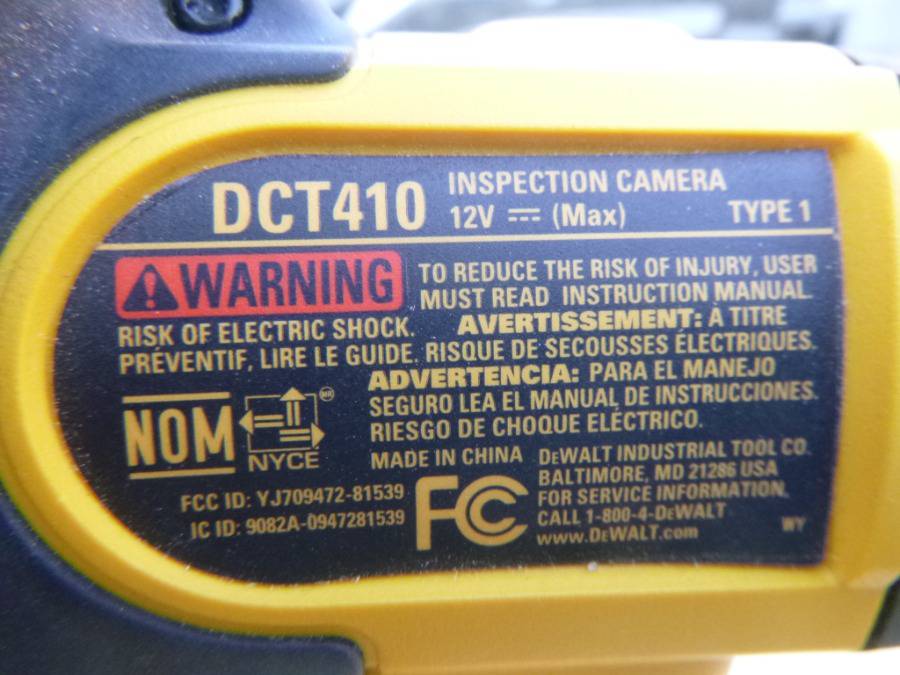 DCT410 INSPECTION CAMERA
12V ⎓ (Max) TYPE 1
WARNING TO REDUCE THE RISK OF INJURY, USER
MUST READ INSTRUCTION MANUAL.
RISK OF ELECTRIC SHOCK. AVERTISSEMENT: À TITRE
PRÉVENTIF, LIRE LE GUIDE. RISQUE DE SECOUSSES ÉLECTRIQUES.
ADVERTENCIA: PARA EL MANEJO
SEGURO LEA EL MANUAL DE INSTRUCCIONES.
RIESGO DE CHOQUE ELÉCTRICO.
NOM
MR
NYCE
MADE IN CHINA
DEWALT INDUSTRIAL TOOL CO.
BALTIMORE, MD 21286 USA
FOR SERVICE INFORMATION,
CALL 1-800-4-DEWALT
www.DEWALT.com
FCC ID: YJ709472-81539
IC ID: 9082A-0947281539
FC
WY